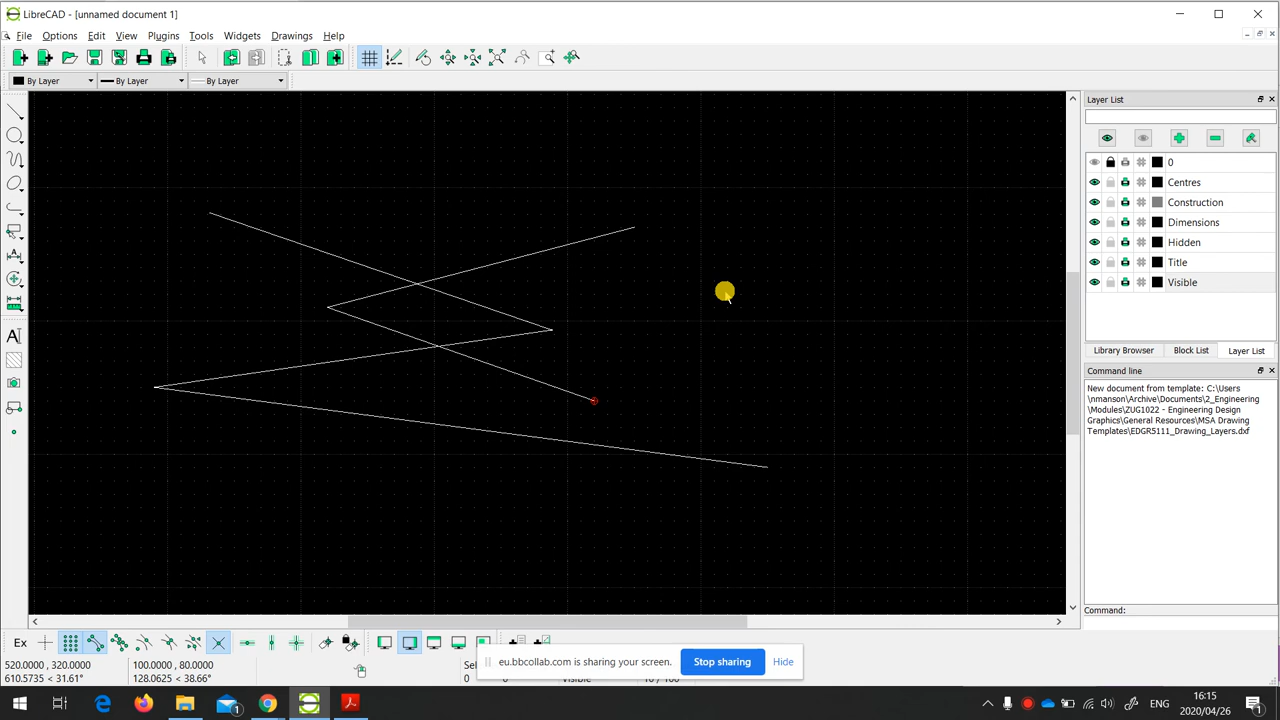 LibreCAD - [unnamed document 1]
File Options Edit View Plugins Tools Widgets Drawings Help
By Layer By Layer By Layer
Layer List
0
Centres
Construction
Dimensions
Hidden
Title
Visible
Library Browser Block List Layer List
Command line
New document from template: C:\Users
\nmanson\Archive\Documents\2_Engineering
\Modules\ZUG1022 - Engineering Design
Graphics\General Resources\MSA Drawing
Templates\EDGR5111_Drawing_Layers.dxf
Command:
Ex
eu.bbcollab.com is sharing your screen. Stop sharing Hide
520.0000 , 320.0000 100.0000 , 80.0000
610.5735 < 31.61° 128.0625 < 38.66°
1 ENG 16:15
2020/04/26